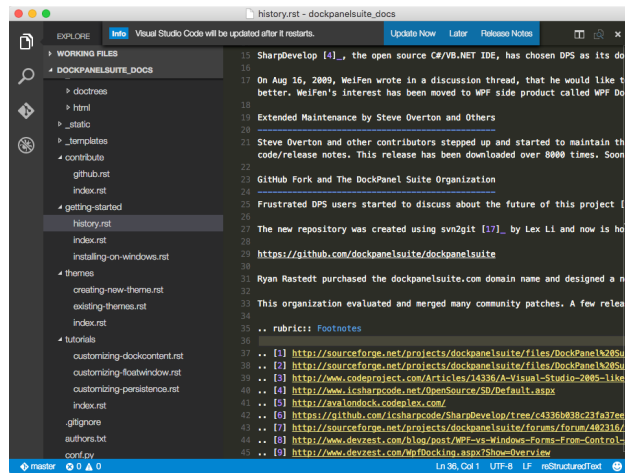 history.rst - dockpanelsuite_docs
EXPLORE
Info Visual Studio Code will be updated after it restarts.
Update Now Later Release Notes
WORKING FILES
DOCKPANELSUITE_DOCS
doctrees
html
_static
_templates
contribute
github.rst
index.rst
getting-started
history.rst
index.rst
installing-on-windows.rst
themes
creating-new-theme.rst
existing-themes.rst
index.rst
tutorials
customizing-dockcontent.rst
customizing-floatwindow.rst
customizing-persistence.rst
index.rst
.gitignore
authors.txt
conf.py
15 SharpDevelop [4]_, the open source C#/VB.NET IDE, has chosen DPS as its do
16
17 On Aug 16, 2009, WeiFen wrote in a discussion thread, that he would like t
better. WeiFen's interest has been moved to WPF side product called WPF Do
18
19 Extended Maintenance by Steve Overton and Others
20 ------------------------------------------------
21 Steve Overton and other contributors stepped up and started to maintain th
code/release notes. This release has been downloaded over 8000 times. Soon
22
23 GitHub Fork and The DockPanel Suite Organization
24 ------------------------------------------------
25 Frustrated DPS users started to discuss about the future of this project [
26
27 The new repository was created using svn2git [17]_ by Lex Li and now is ho
28
29 https://github.com/dockpanelsuite/dockpanelsuite
30
31 Ryan Rastedt purchased the dockpanelsuite.com domain name and designed a n
32
33 This organization evaluated and merged many community patches. A few relea
34
35 .. rubric:: Footnotes
36
37 .. [1] http://sourceforge.net/projects/dockpanelsuite/files/DockPanel%20Su
38 .. [2] http://sourceforge.net/projects/dockpanelsuite/files/DockPanel%20Su
39 .. [3] http://www.codeproject.com/Articles/14336/A-Visual-Studio-2005-like
40 .. [4] http://www.icsharpcode.net/OpenSource/SD/Default.aspx
41 .. [5] http://avalondock.codeplex.com/
42 .. [6] https://github.com/icsharpcode/SharpDevelop/tree/c4336b038c23fa37ee
43 .. [7] http://sourceforge.net/projects/dockpanelsuite/forums/forum/402316/
44 .. [8] http://www.devzest.com/blog/post/WPF-vs-Windows-Forms-From-Control-
45 .. [9] http://www.devzest.com/WpfDocking.aspx?Show=Overview
master 0 0 Ln 36, Col 1 UTF-8 LF reStructuredText